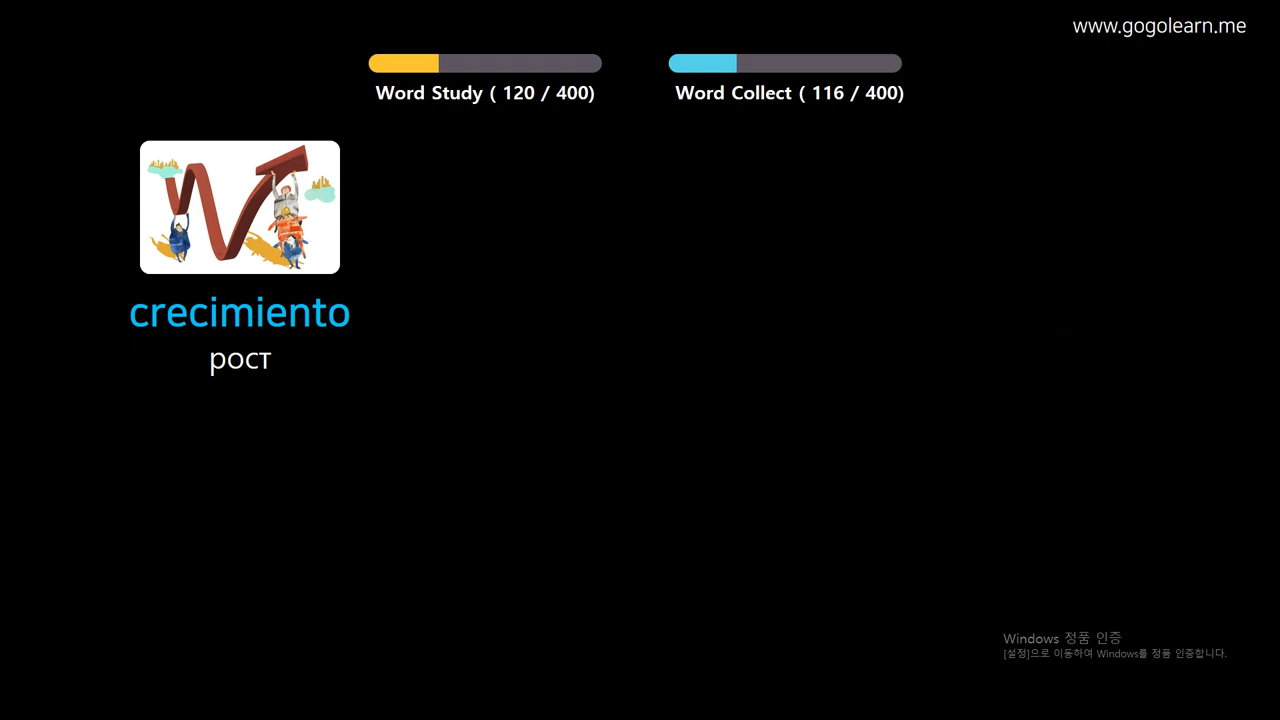 www.gogolearn.me
Word Study ( 120 / 400)
Word Collect ( 116 / 400)
crecimiento
рост
Windows 정품 인증
[설정]으로 이동하여 Windows를 정품 인증합니다.